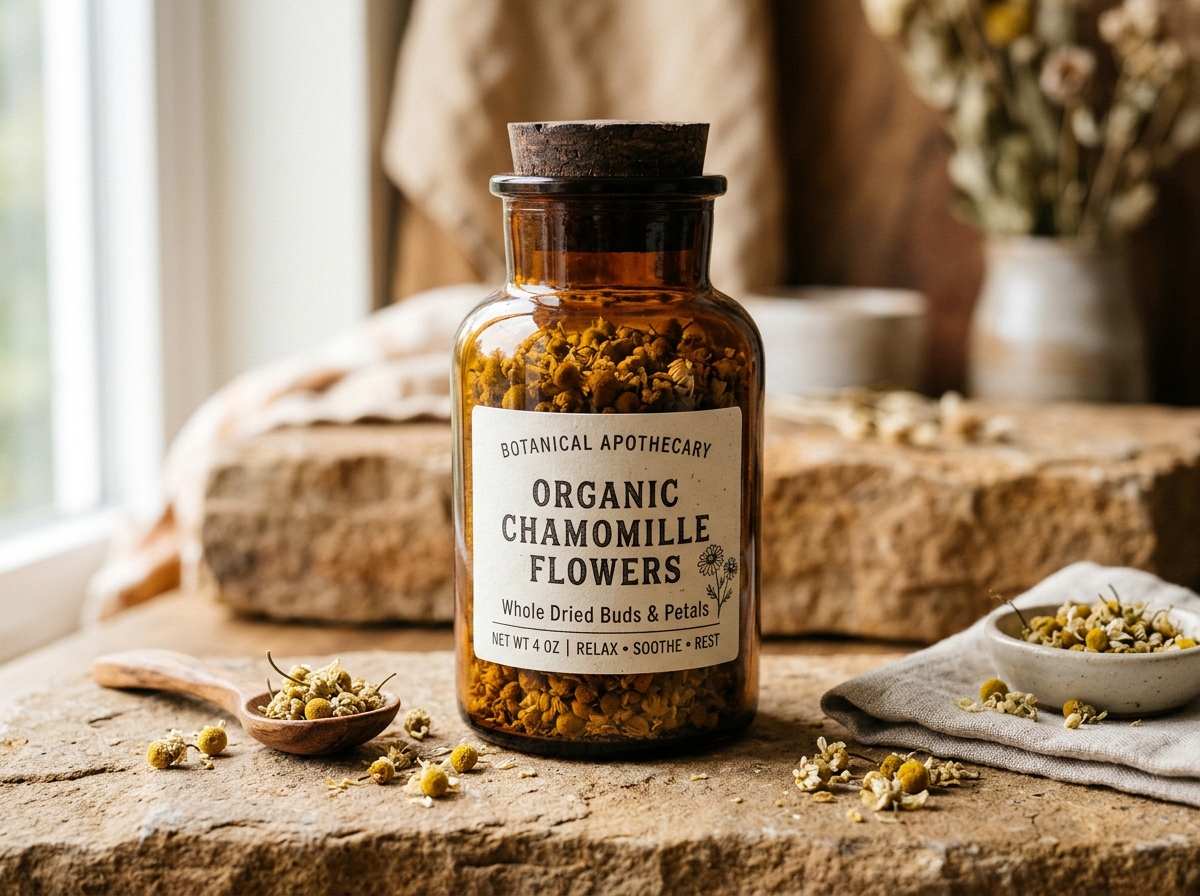 BOTANICAL APOTHECARY
ORGANIC
CHAMOMILLE
FLOWERS
Whole Dried Buds & Petals
NET WT 4 OZ | RELAX • SOOTHE • REST